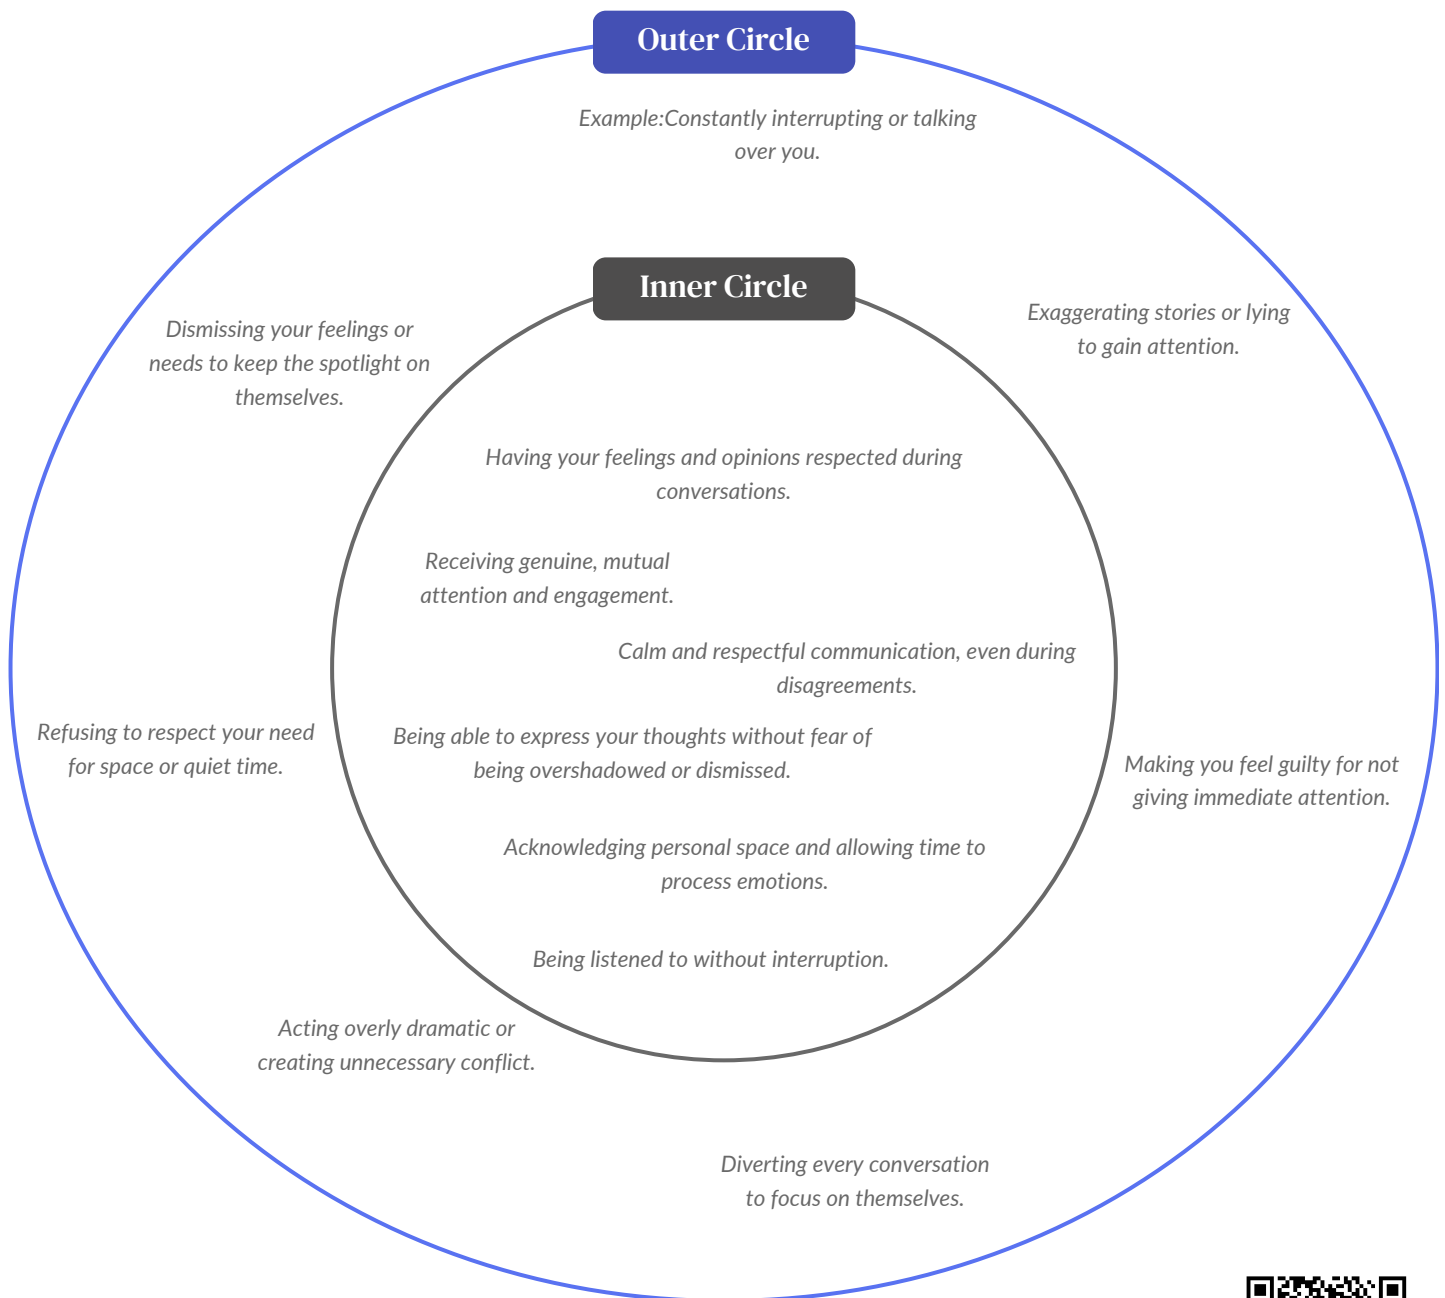 Outer Circle
Example:Constantly interrupting or talking
over you.
Inner Circle
Exaggerating stories or lying
to gain attention.
Dismissing your feelings or
needs to keep the spotlight on
themselves.
Having your feelings and opinions respected during
conversations.
Receiving genuine, mutual
attention and engagement.
Calm and respectful communication, even during
disagreements.
Refusing to respect your need
for space or quiet time.
Being able to express your thoughts without fear of
being overshadowed or dismissed.
Making you feel guilty for not
giving immediate attention.
Acknowledging personal space and allowing time to
process emotions.
Being listened to without interruption.
Acting overly dramatic or
creating unnecessary conflict.
Diverting every conversation
to focus on themselves.